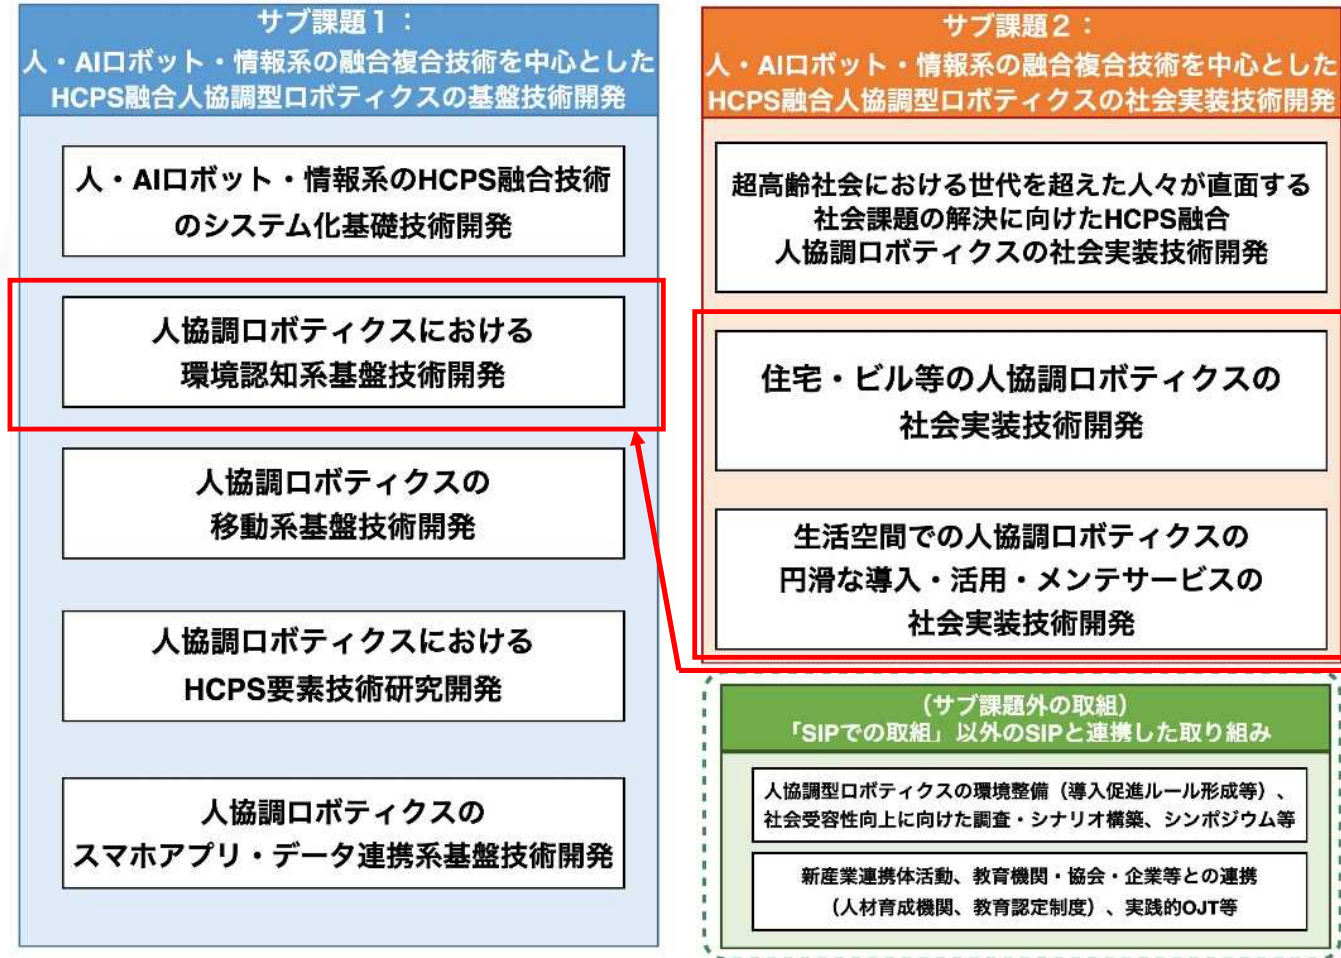 サブ課題1：
人・AIロボット・情報系の融合複合技術を中心とした
HCPS融合人協調型ロボティクスの基盤技術開発
人・AIロボット・情報系のHCPS融合技術
のシステム化基礎技術開発
人協調ロボティクスにおける
環境認知系基盤技術開発
人協調ロボティクスの
移動系基盤技術開発
人協調ロボティクスにおける
HCPS要素技術研究開発
人協調ロボティクスの
スマホアプリ・データ連携系基盤技術開発
サブ課題2：
人・AIロボット・情報系の融合複合技術を中心とした
HCPS融合人協調型ロボティクスの社会実装技術開発
超高齢社会における世代を超えた人々が直面する
社会課題の解決に向けたHCPS融合
人協調ロボティクスの社会実装技術開発
住宅・ビル等の人協調ロボティクスの
社会実装技術開発
生活空間での人協調ロボティクスの
円滑な導入・活用・メンテサービスの
社会実装技術開発
（サブ課題外の取組）
「SIPでの取組」以外のSIPと連携した取り組み
人協調型ロボティクスの環境整備（導入促進ルール形成等）、
社会受容性向上に向けた調査・シナリオ構築、シンポジウム等
新産業連携体活動、教育機関・協会・企業等との連携
（人材育成機関、教育認定制度）、実践的OJT等